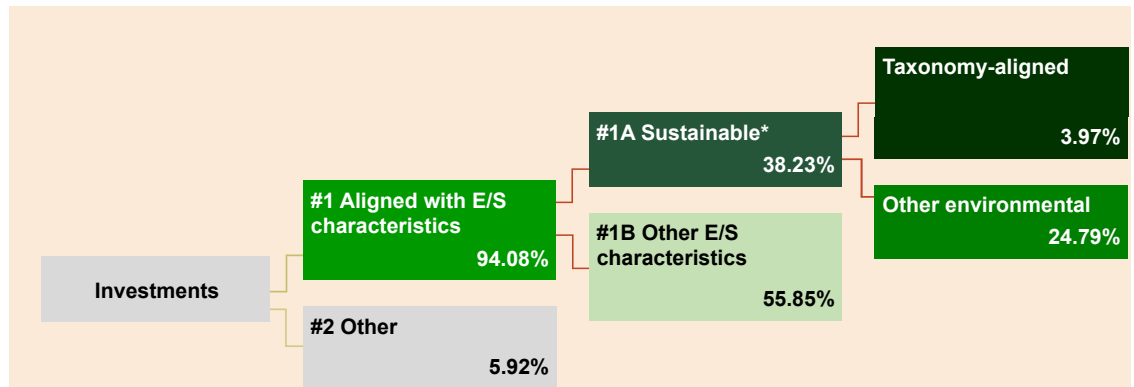 Investments
#1 Aligned with E/S
characteristics
94.08%
#2 Other
5.92%
#1A Sustainable*
38.23%
#1B Other E/S
characteristics
55.85%
Taxonomy-aligned
3.97%
Other environmental
24.79%